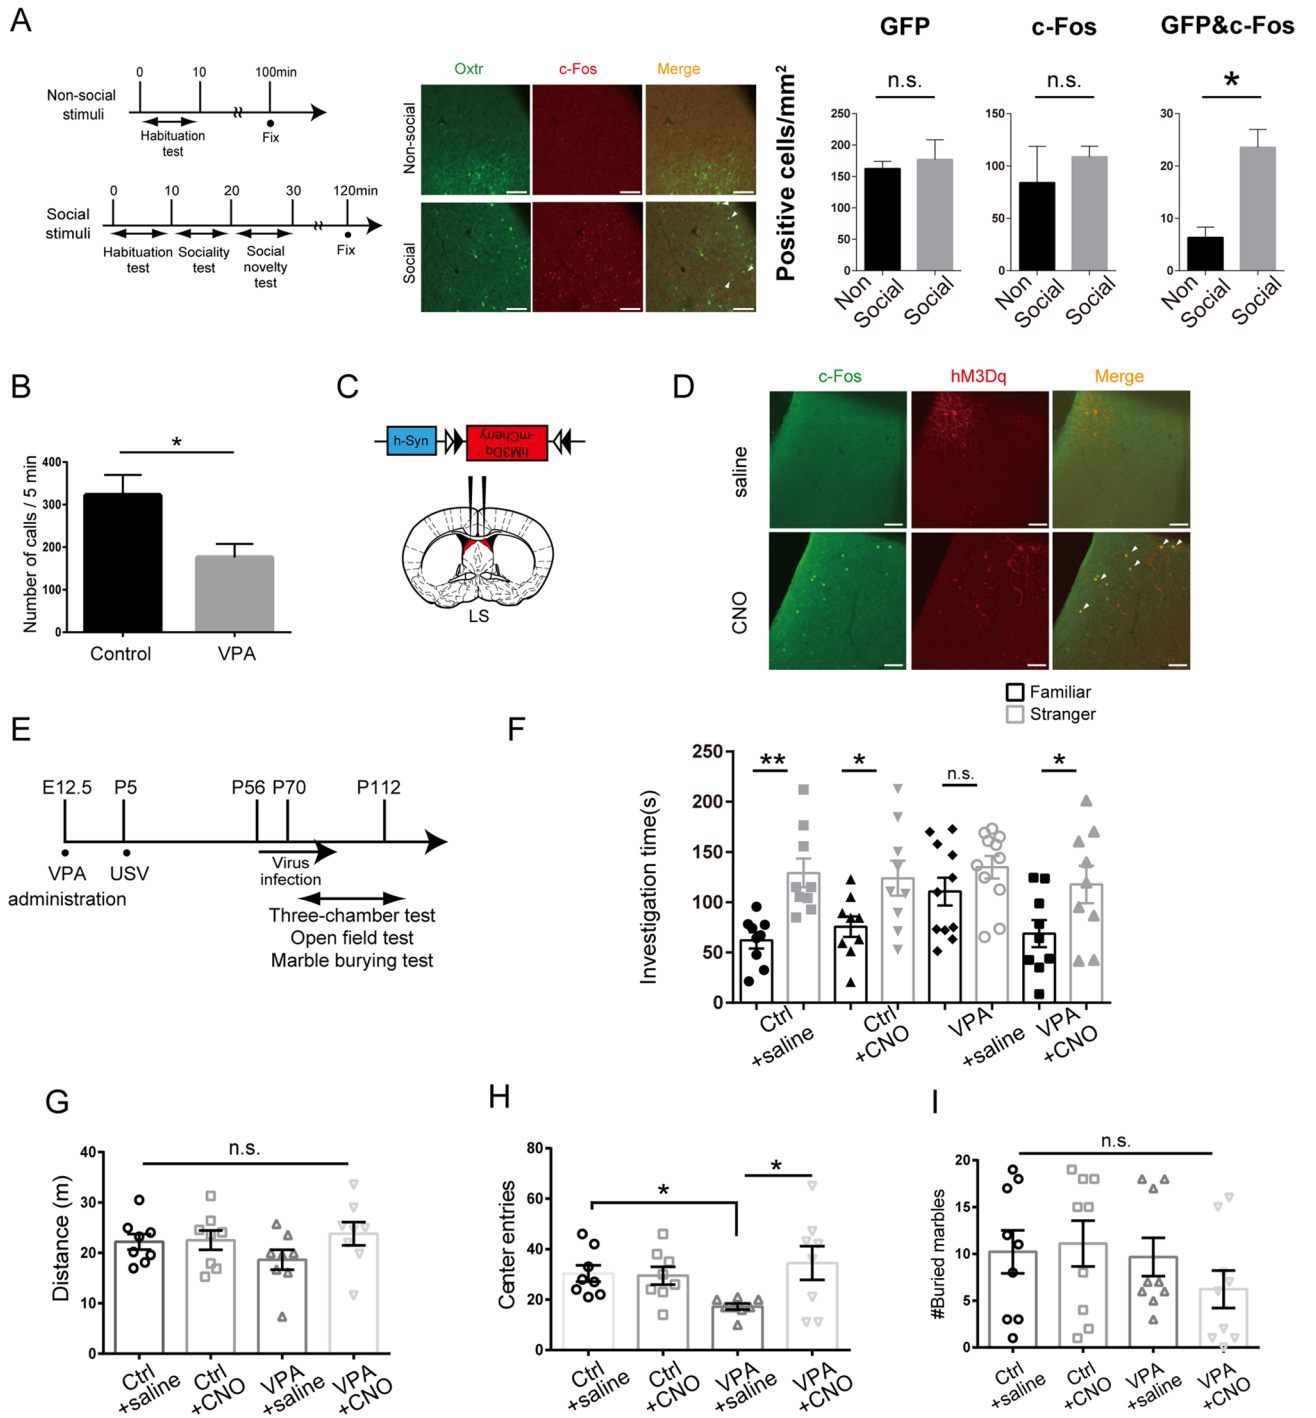 A
Non-social
stimuli
0
10
100min
Habituation
test
Fix
Social
stimuli
0
10
20
30
120min
Habituation
test
Sociality
test
Social
novelty
test
Fix
Oxtr
c-Fos
Merge
Non-social
Social
Positive cells/mm²
GFP
n.s.
250
200
150
100
50
0
Non
Social
Social
c-Fos
n.s.
150
100
50
0
Non
Social
Social
GFP&c-Fos
*
30
20
10
0
Non
Social
Social
B
Number of calls / 5 min
*
400
300
200
100
0
Control
VPA
C
h-Syn
hM3Dq
-mCherry
LS
D
c-Fos
hM3Dq
Merge
saline
CNO
E
E12.5
P5
P56
P70
P112
VPA
administration
USV
Virus
infection
Three-chamber test
Open field test
Marble burying test
F
Familiar
Stranger
Investigation time(s)
250
200
150
100
50
0
**
*
n.s.
*
Ctrl
+saline
Ctrl
+CNO
VPA
+saline
VPA
+CNO
G
Distance (m)
n.s.
40
30
20
10
0
Ctrl
+saline
Ctrl
+CNO
VPA
+saline
VPA
+CNO
H
Center entries
*
*
80
60
40
20
0
Ctrl
+saline
Ctrl
+CNO
VPA
+saline
VPA
+CNO
I
#Buried marbles
n.s.
20
15
10
5
0
Ctrl
+saline
Ctrl
+CNO
VPA
+saline
VPA
+CNO